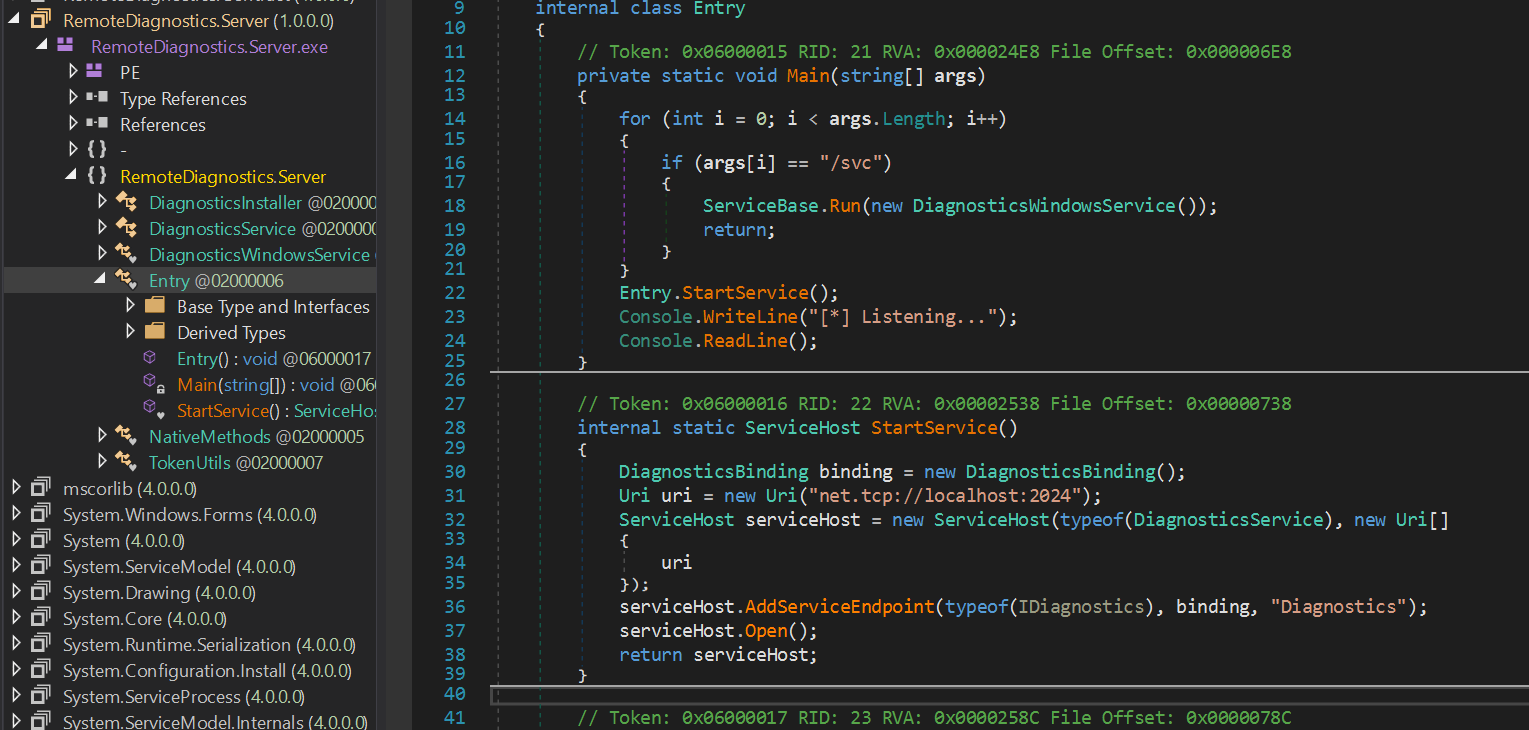 RemoteDiagnostics.Server (1.0.0.0)
RemoteDiagnostics.Server.exe
PE
Type References
References
{ } -
{ } RemoteDiagnostics.Server
DiagnosticsInstaller @020000
DiagnosticsService @0200000
DiagnosticsWindowsService
Entry @02000006
Base Type and Interfaces
Derived Types
Entry() : void @06000017
Main(string[]) : void @06
StartService() : ServiceHos
NativeMethods @02000005
TokenUtils @02000007
mscorlib (4.0.0.0)
System.Windows.Forms (4.0.0.0)
System (4.0.0.0)
System.ServiceModel (4.0.0.0)
System.Drawing (4.0.0.0)
System.Core (4.0.0.0)
System.Runtime.Serialization (4.0.0.0)
System.Configuration.Install (4.0.0.0)
System.ServiceProcess (4.0.0.0)
System.ServiceModel.Internals (4.0.0.0)
9 internal class Entry
10 {
11 // Token: 0x06000015 RID: 21 RVA: 0x000024E8 File Offset: 0x000006E8
12 private static void Main(string[] args)
13 {
14 for (int i = 0; i < args.Length; i++)
15 {
16 if (args[i] == "/svc")
17 {
18 ServiceBase.Run(new DiagnosticsWindowsService());
19 return;
20 }
21 }
22 Entry.StartService();
23 Console.WriteLine("[*] Listening...");
24 Console.ReadLine();
25 }
26
27 // Token: 0x06000016 RID: 22 RVA: 0x00002538 File Offset: 0x00000738
28 internal static ServiceHost StartService()
29 {
30 DiagnosticsBinding binding = new DiagnosticsBinding();
31 Uri uri = new Uri("net.tcp://localhost:2024");
32 ServiceHost serviceHost = new ServiceHost(typeof(DiagnosticsService), new Uri[]
33 {
34 uri
35 });
36 serviceHost.AddServiceEndpoint(typeof(IDiagnostics), binding, "Diagnostics");
37 serviceHost.Open();
38 return serviceHost;
39 }
40
41 // Token: 0x06000017 RID: 23 RVA: 0x0000258C File Offset: 0x0000078C